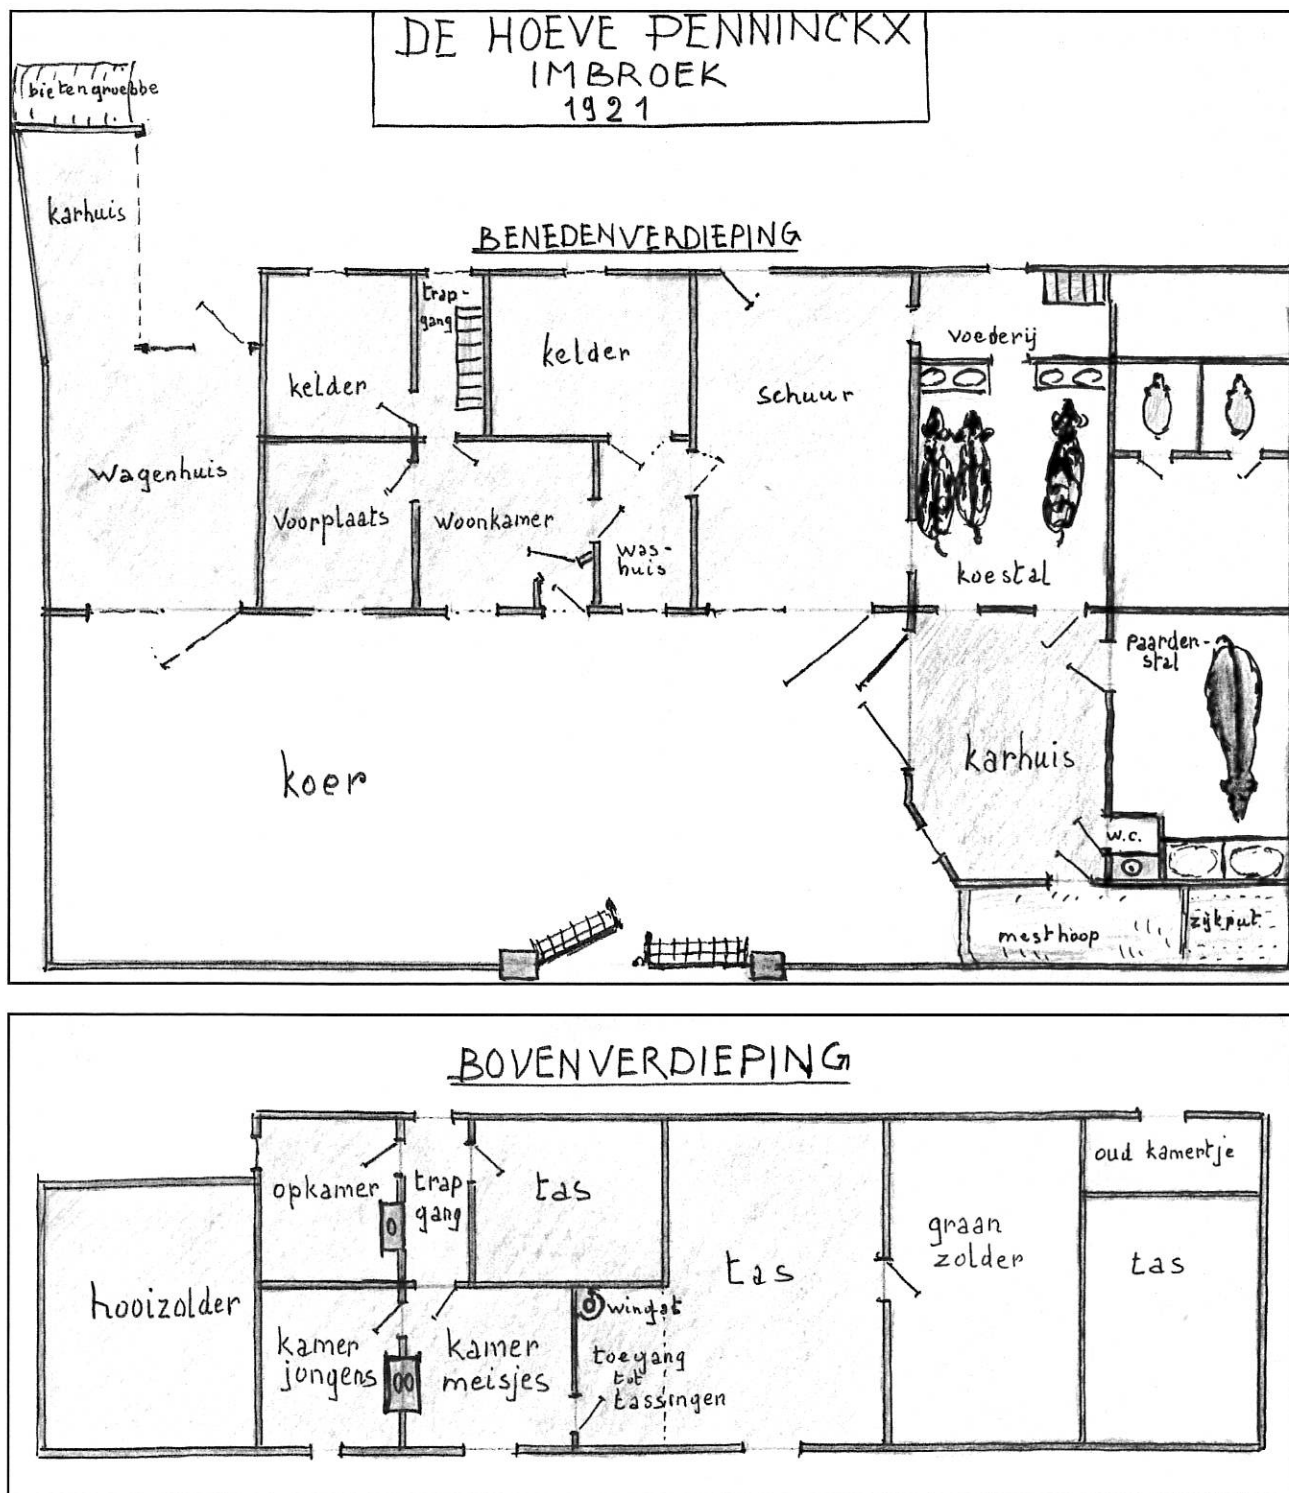 DE HOEVE PENNINCKX
IMBROEK
1921
bietengruebbe
karhuis
BENEDENVERDIEPING
trap-
gang
kelder
kelder
schuur
voederij
wagenhuis
voorplaats
woonkamer
was-
huis
koestal
paarden-
stal
koer
karhuis
w.c.
mesthoop
zijkput
BOVENVERDIEPING
opkamer
trap
gang
tas
tas
graan
zolder
oud kamertje
tas
hooizolder
kamer
jongens
kamer
meisjes
wingat
toegang
tot
tassingen